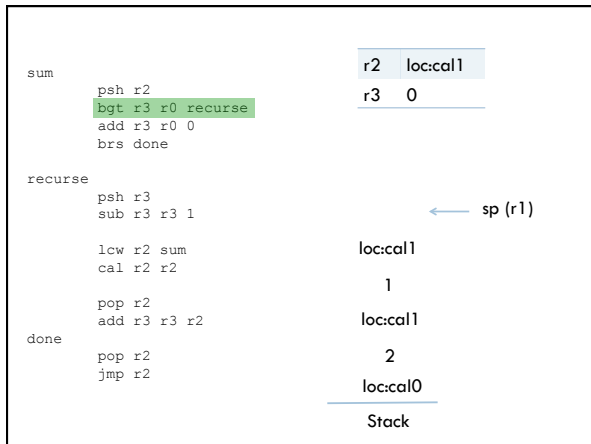 sum
psh r2
bgt r3 r0 recurse
add r3 r0 0
brs done
recurse
psh r3
sub r3 r3 1
lcw r2 sum
cal r2 r2
pop r2
add r3 r3 r2
done
pop r2
jmp r2
r2 loc:cal1
r3 0
sp (r1)
loc:cal1
1
loc:cal1
2
loc:cal0
Stack